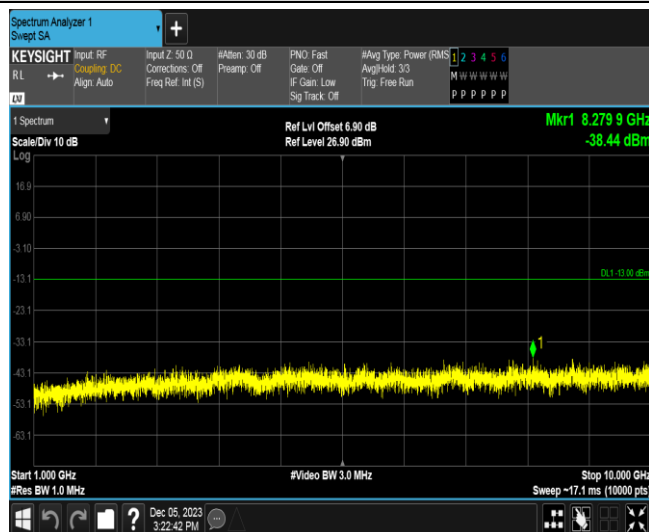 Spectrum Analyzer 1
Swept SA
+
KEYSIGHT
RL
LXI
Input: RF
Coupling: DC
Align: Auto
Input Z: 50 Ω
Corrections: Off
Freq Ref: Int (S)
#Atten: 30 dB
Preamp: Off
PNO: Fast
Gate: Off
IF Gain: Low
Sig Track: Off
#Avg Type: Power (RMS
Avg|Hold: 3/3
Trig: Free Run
1 2 3 4 5 6
M W W W W W
P P P P P P
1 Spectrum
Scale/Div 10 dB
Log
Ref Lvl Offset 6.90 dB
Ref Level 26.90 dBm
Mkr1 8.279 9 GHz
-38.44 dBm
16.9
6.90
-3.10
-13.1
DL1 -13.00 dBm
-23.1
-33.1
1
-43.1
-53.1
-63.1
Start 1.000 GHz
#Res BW 1.0 MHz
#Video BW 3.0 MHz
Stop 10.000 GHz
Sweep ~17.1 ms (10000 pts)
?
Dec 05, 2023
3:22:42 PM